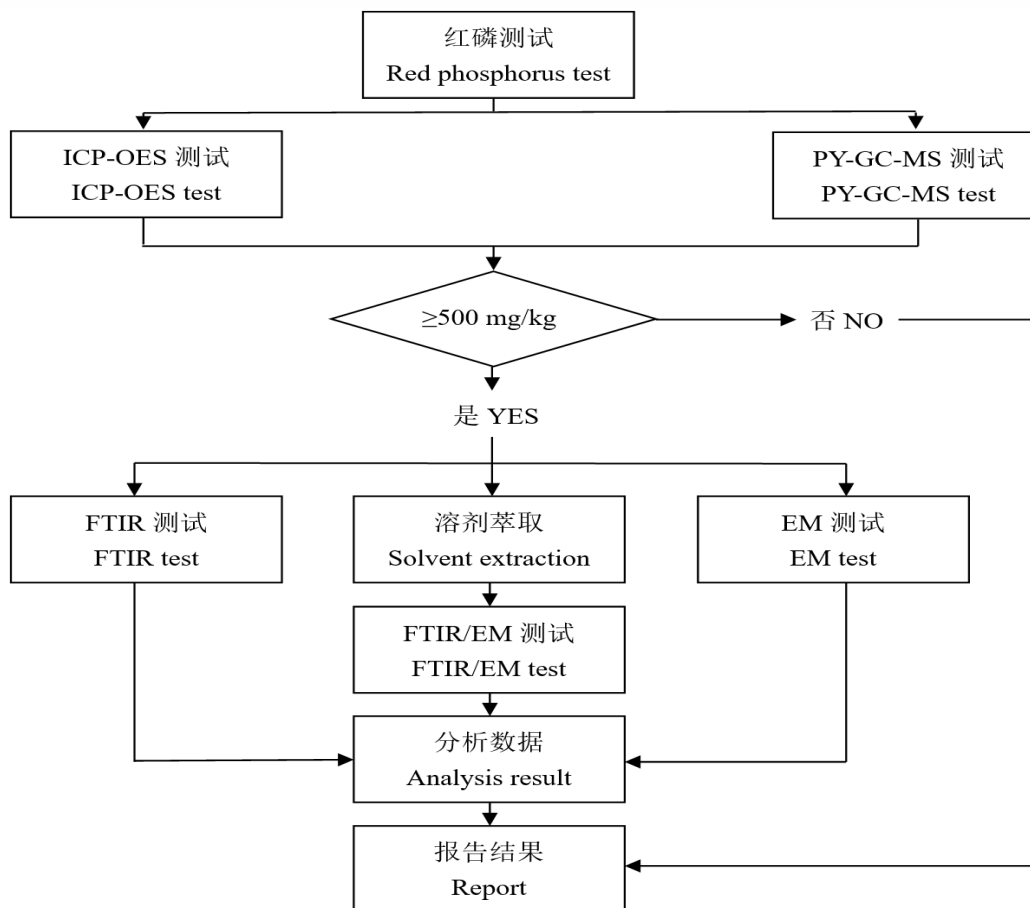 红磷测试
Red phosphorus test
ICP-OES 测试
ICP-OES test
PY-GC-MS 测试
PY-GC-MS test
≥500 mg/kg
否 NO
是 YES
FTIR 测试
FTIR test
溶剂萃取
Solvent extraction
EM 测试
EM test
FTIR/EM 测试
FTIR/EM test
分析数据
Analysis result
报告结果
Report